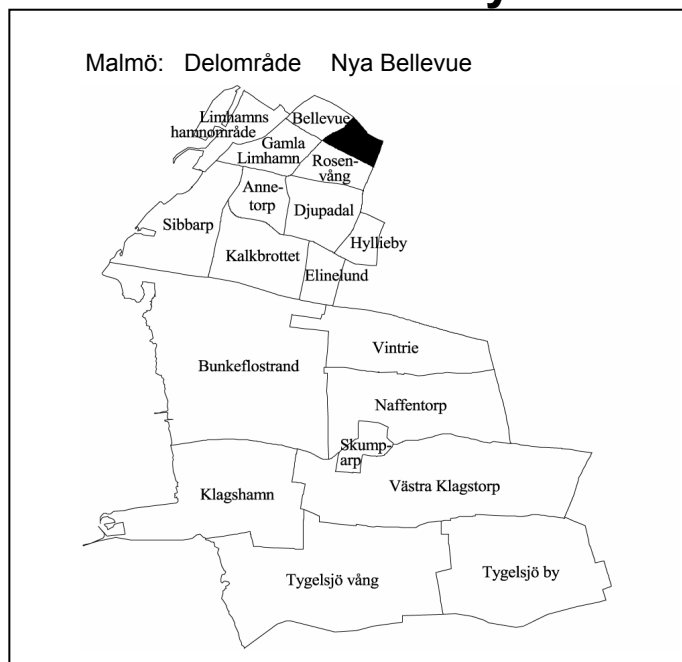 Malmö: Delområde Nya Bellevue
Limhamns
hamnområde
Bellevue
Gamla
Limhamn
Rosen-
vång
Anne-
torp
Djupadal
Sibbarp
Hyllieby
Kalkbrottet
Elinelund
Vintrie
Bunkeflostrand
Naffentorp
Skump-
arp
Västra Klagstorp
Klagshamn
Tygelsjö vång
Tygelsjö by